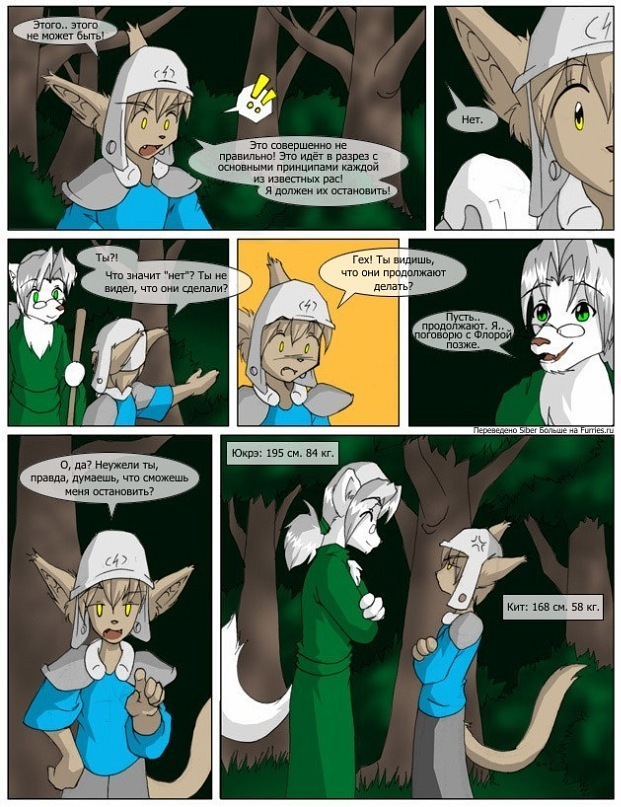 Этого.. этого
не может быть!
Это совершенно не
правильно! Это идёт в разрез с
основными принципами каждой
из известных рас!
Я должен их остановить!
Нет.
Ты?!
Что значит "нет"? Ты не
видел, что они сделали?
Гех! Ты видишь,
что они продолжают
делать?
Пусть..
продолжают. Я..
поговорю с Флорой
позже.
Переведено Siber Больше на Furries.ru
О, да? Неужели ты,
правда, думаешь, что сможешь
меня остановить?
Юкрэ: 195 см. 84 кг.
Кит: 168 см. 58 кг.